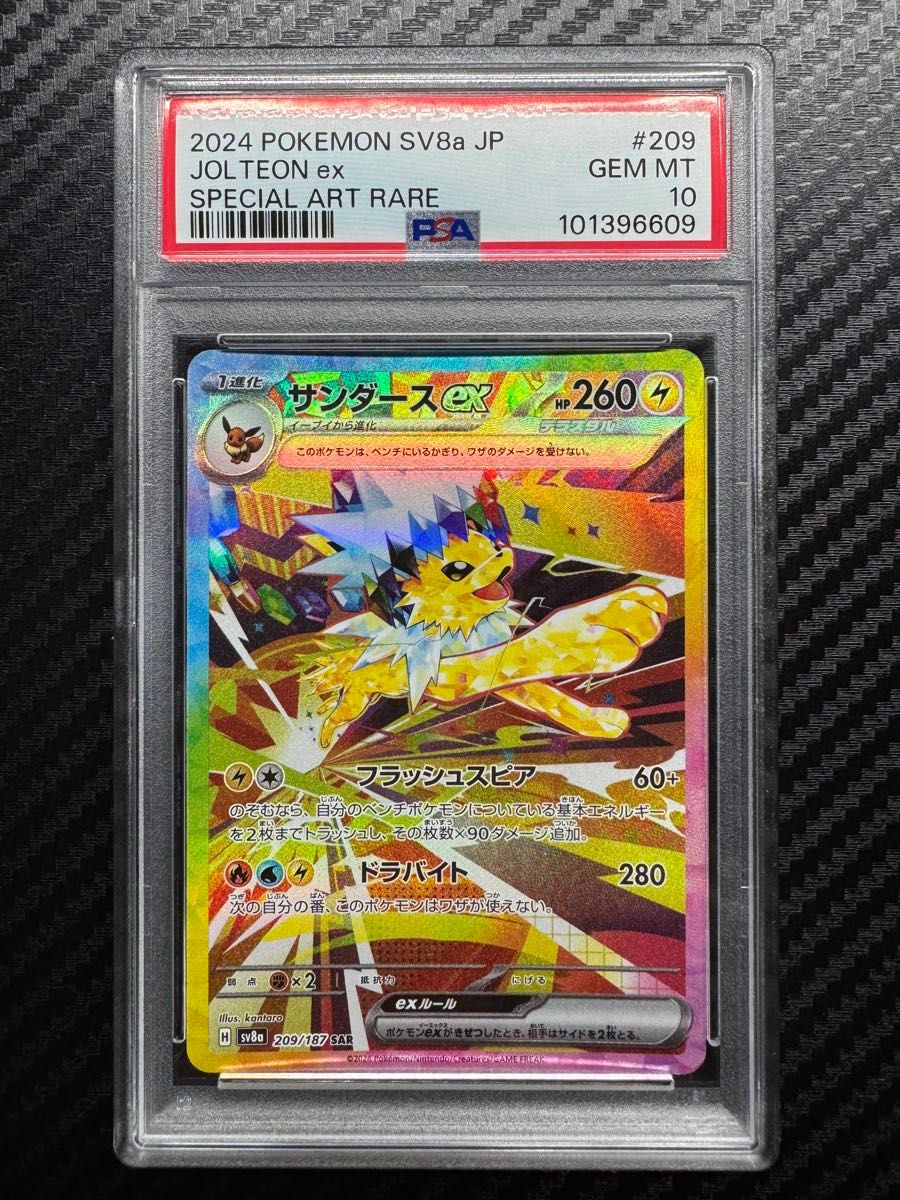 2024 POKEMON SV8a JP #209
JOLTEON ex GEM MT
SPECIAL ART RARE 10
PSA 101396609
1進化 サンダースex HP260
イーブイから進化 テラスタル
このポケモンは、ベンチにいるかぎり、ワザのダメージを受けない。
フラッシュスピア 60+
のぞむなら、自分のベンチポケモンについている基本エネルギー
を2枚までトラッシュし、その枚数×90ダメージ追加。
ドラバイト 280
次の自分の番、このポケモンはワザが使えない。
弱点 ×2 抵抗力 にげる
exルール
ポケモンexがきぜつしたとき、相手はサイドを2枚とる。
Illus. kantaro
H sv8a 209/187 SAR
©2024 Pokémon/Nintendo/Creatures/GAME FREAK